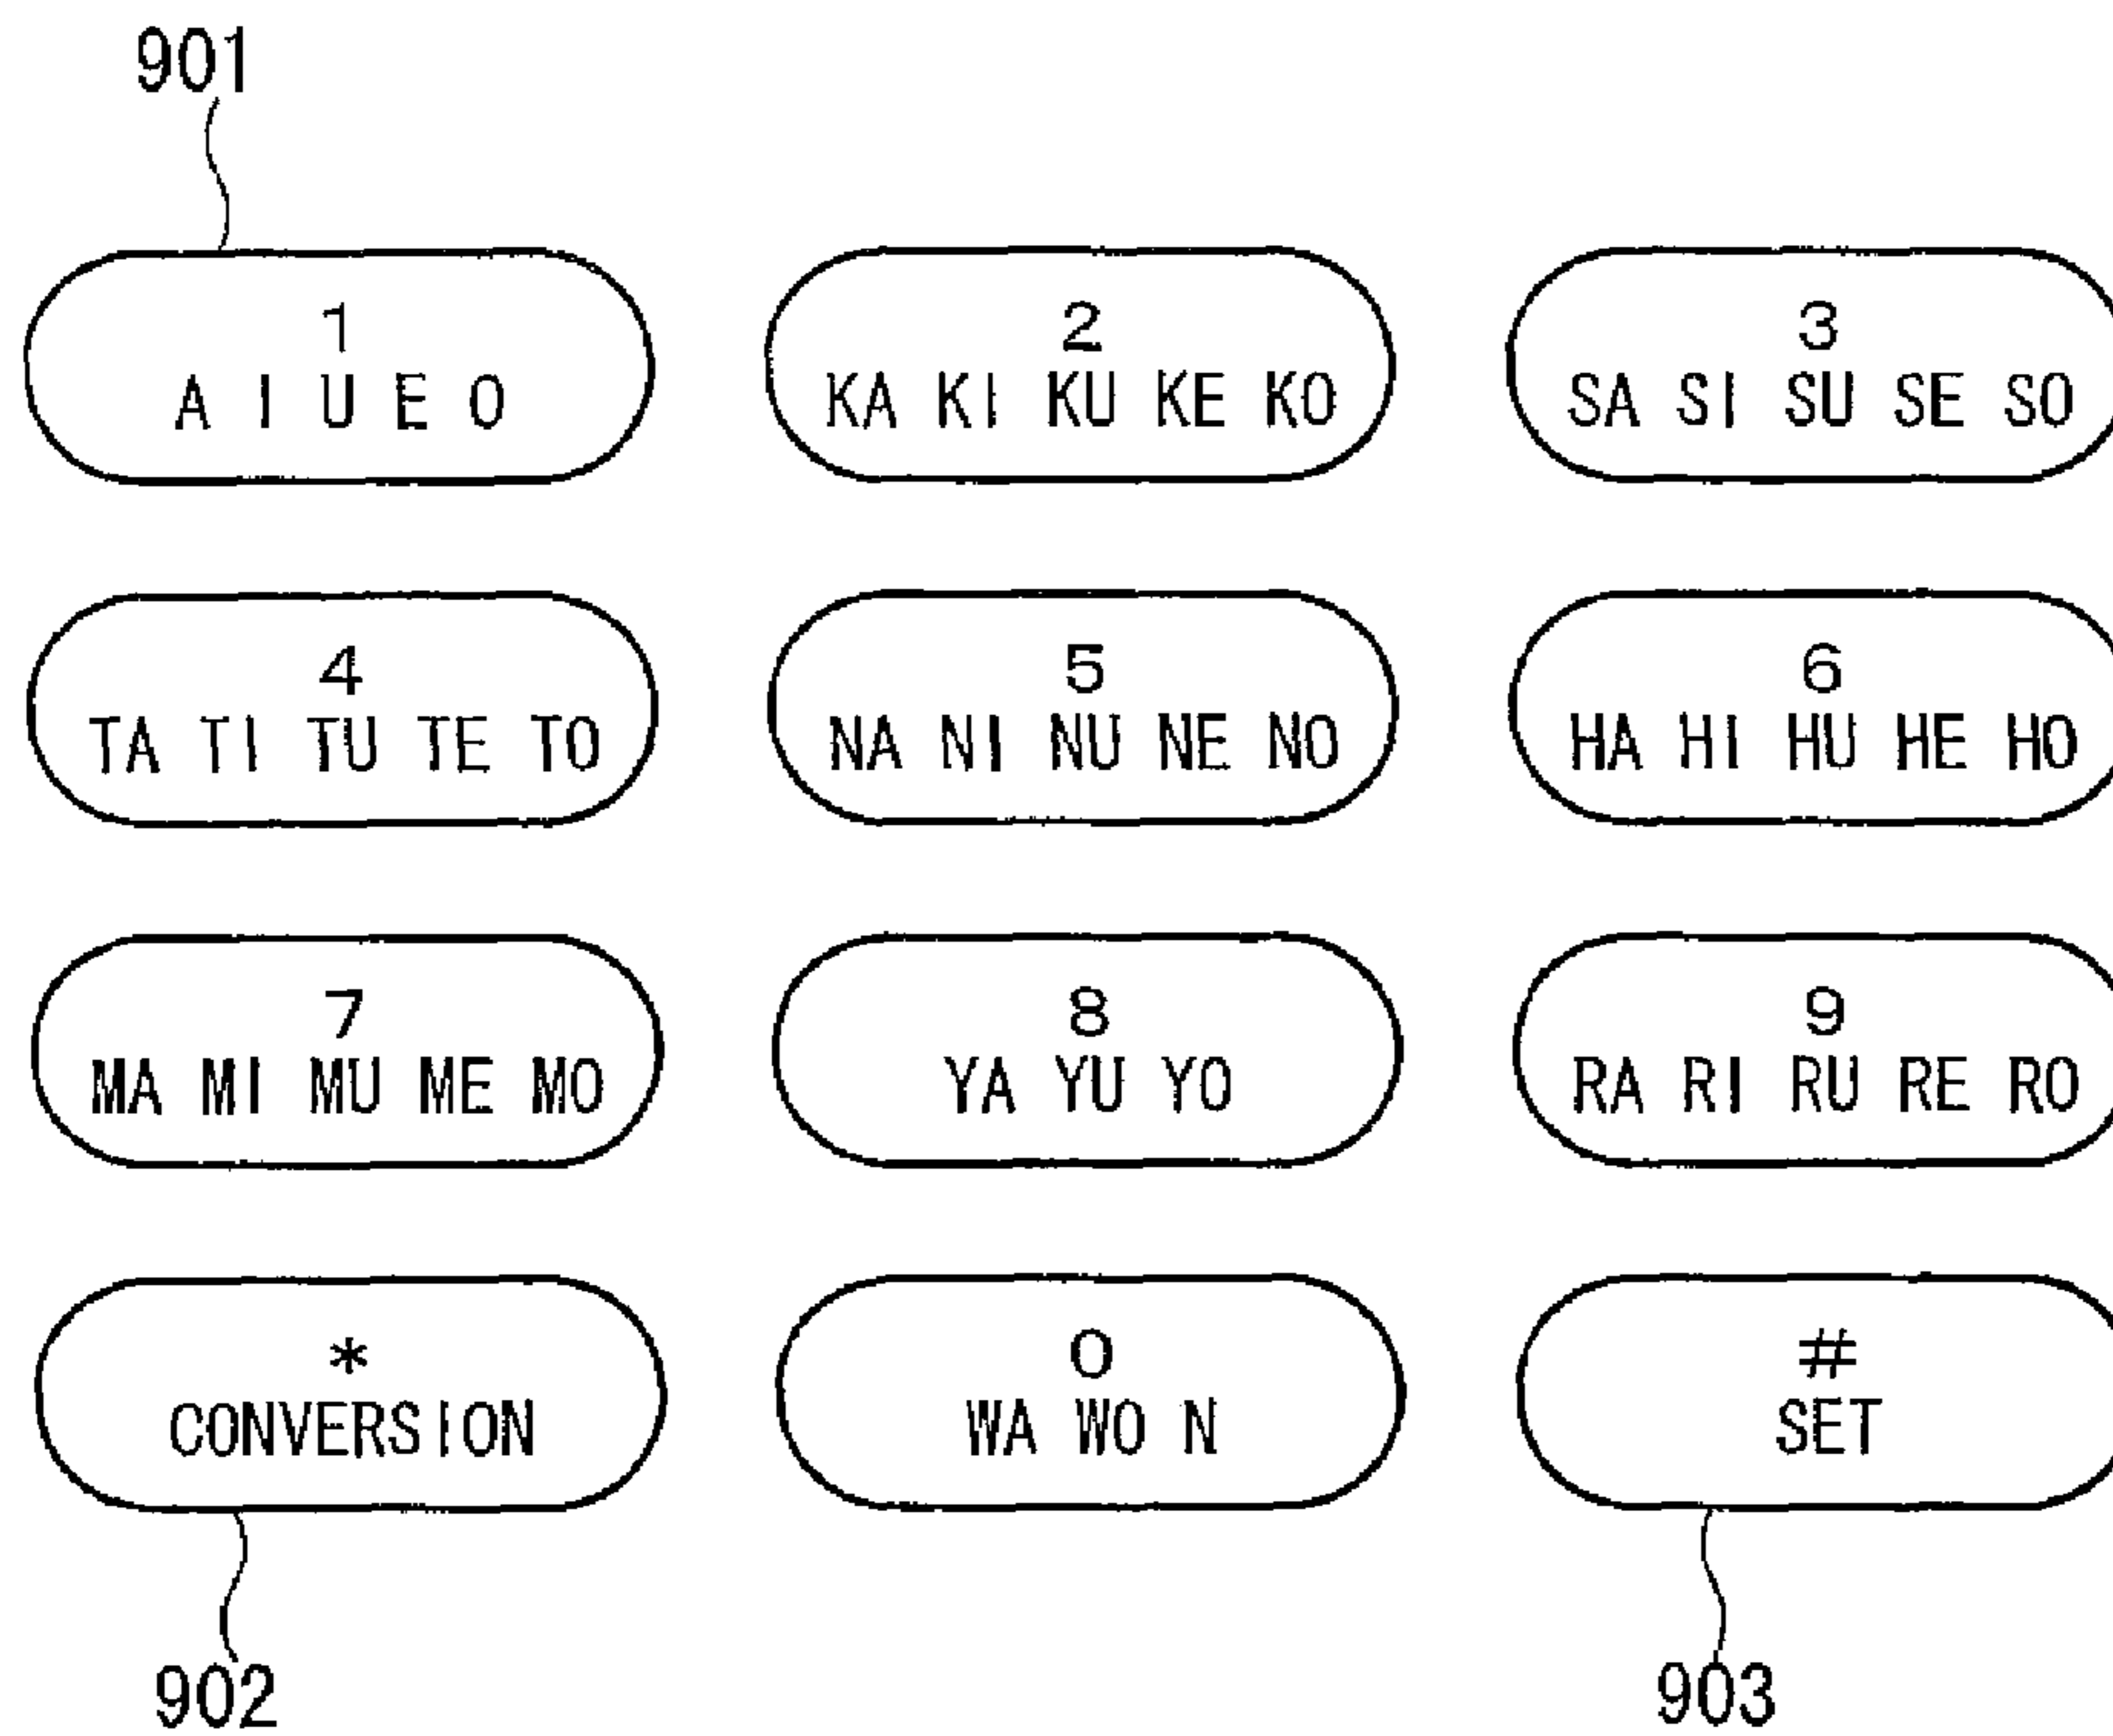 901
1
A I U E O
2
KA KI KU KE KO
3
SA SI SU SE SO
4
TA TI TU TE TO
5
NA NI NU NE NO
6
HA HI HU HE HO
7
MA MI MU ME MO
8
YA YU YO
9
RA RI RU RE RO
*
CONVERSION
0
WA WO N
#
SET
902
903